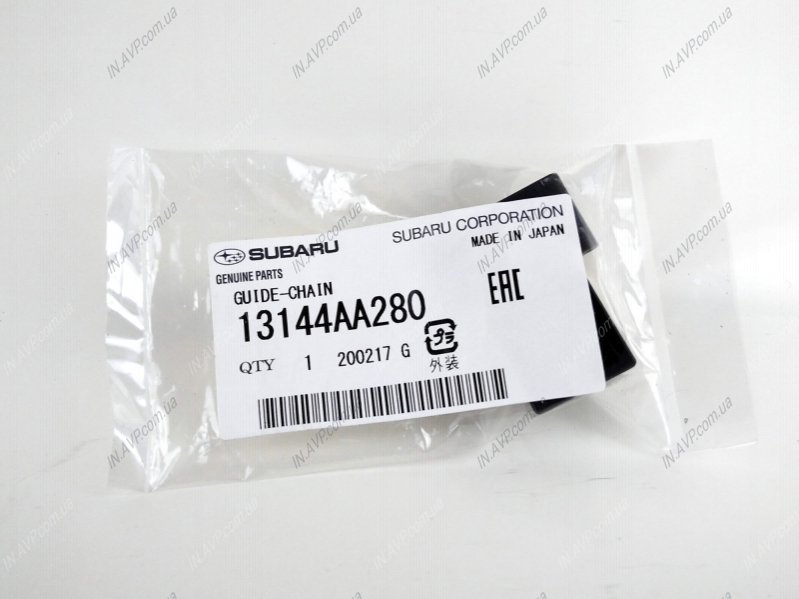 SUBARU
SUBARU CORPORATION
GENUINE PARTS
MADE IN JAPAN
GUIDE-CHAIN
EAC
13144AA280
プラ
QTY 1 200217 G
外装
IN.AVP.com.ua